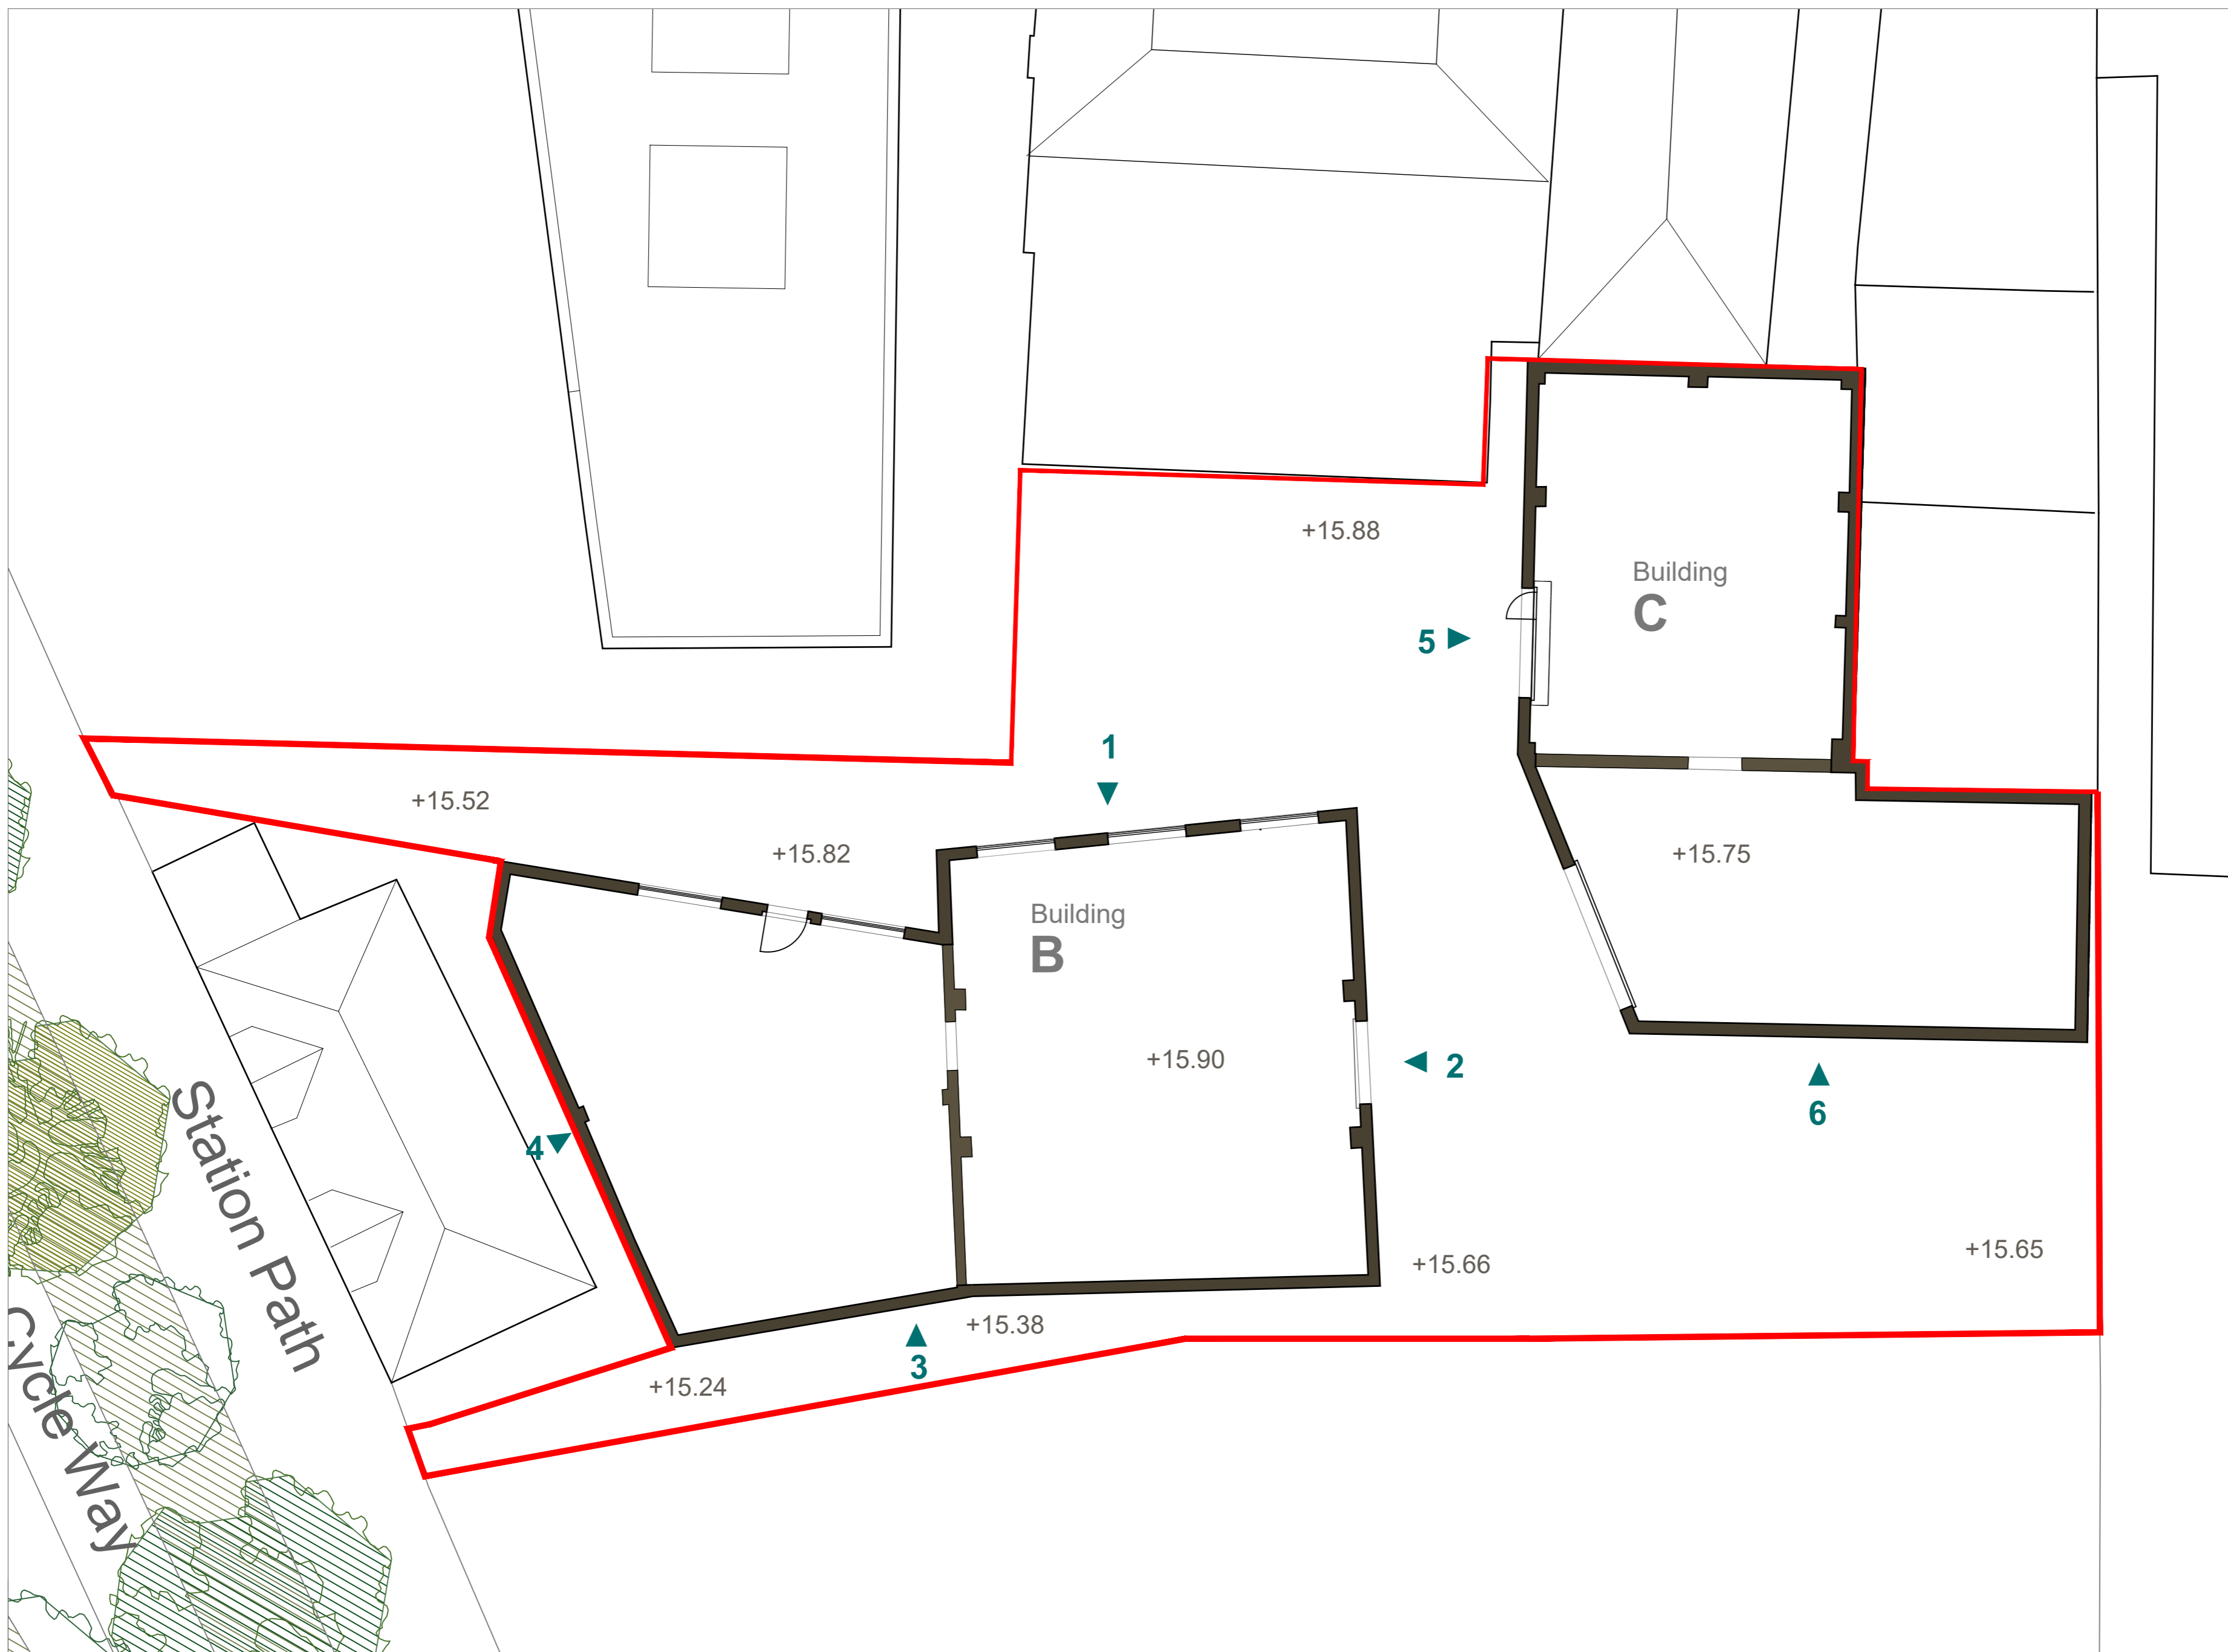 +15.88
Building
C
5
1
+15.52
+15.82
+15.75
Building
B
+15.90
2
6
4
Station Path
+15.65
+15.66
+15.38
3
+15.24
Cycle Way